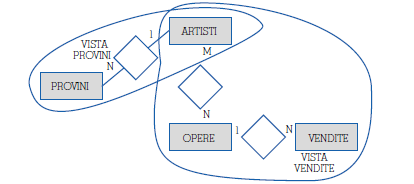 ARTISTI
1
VISTA
PROVINI
M
N
PROVINI
N
OPERE
1
N
VENDITE
VISTA
VENDITE